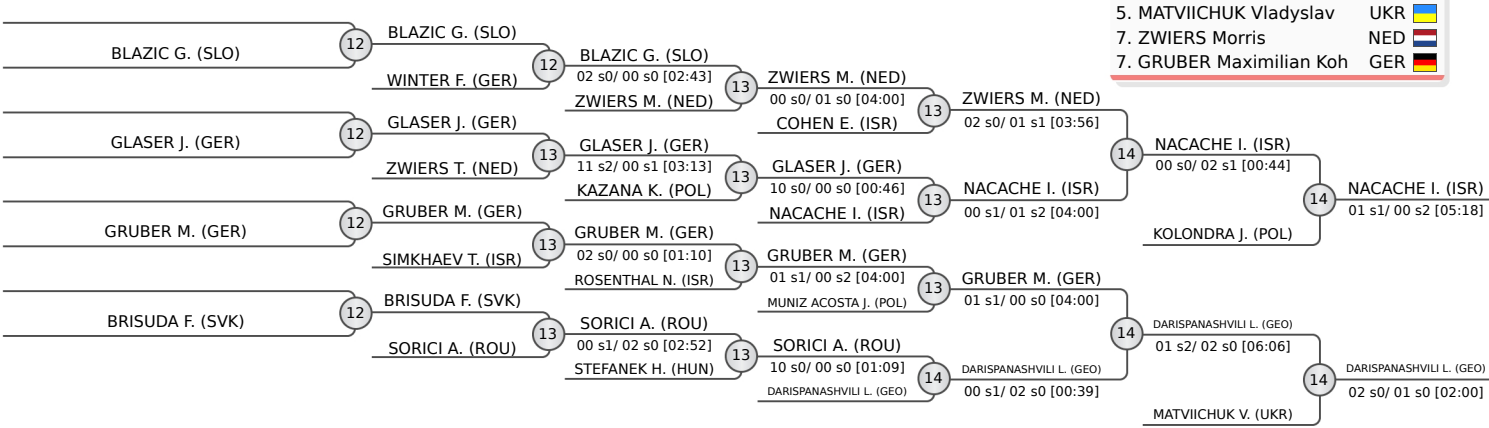 5. MATVIICHUK Vladyslav UKR
7. ZWIERS Morris NED
7. GRUBER Maximilian Koh GER
BLAZIC G. (SLO)
12
BLAZIC G. (SLO)
WINTER F. (GER)
12
BLAZIC G. (SLO)
02 s0/ 00 s0 [02:43]
ZWIERS M. (NED)
13
ZWIERS M. (NED)
00 s0/ 01 s0 [04:00]
COHEN E. (ISR)
13
ZWIERS M. (NED)
02 s0/ 01 s1 [03:56]
GLASER J. (GER)
12
GLASER J. (GER)
ZWIERS T. (NED)
13
GLASER J. (GER)
11 s2/ 00 s1 [03:13]
KAZANA K. (POL)
13
GLASER J. (GER)
10 s0/ 00 s0 [00:46]
NACACHE I. (ISR)
13
NACACHE I. (ISR)
00 s1/ 01 s2 [04:00]
14
NACACHE I. (ISR)
00 s0/ 02 s1 [00:44]
KOLONDRA J. (POL)
14
NACACHE I. (ISR)
01 s1/ 00 s2 [05:18]
GRUBER M. (GER)
12
GRUBER M. (GER)
SIMKHAEV T. (ISR)
13
GRUBER M. (GER)
02 s0/ 00 s0 [01:10]
ROSENTHAL N. (ISR)
13
GRUBER M. (GER)
01 s1/ 00 s2 [04:00]
MUNIZ ACOSTA J. (POL)
13
GRUBER M. (GER)
01 s1/ 00 s0 [04:00]
BRISUDA F. (SVK)
12
BRISUDA F. (SVK)
SORICI A. (ROU)
13
SORICI A. (ROU)
00 s1/ 02 s0 [02:52]
STEFANEK H. (HUN)
13
SORICI A. (ROU)
10 s0/ 00 s0 [01:09]
DARISPANASHVILI L. (GEO)
14
DARISPANASHVILI L. (GEO)
00 s1/ 02 s0 [00:39]
14
DARISPANASHVILI L. (GEO)
01 s2/ 02 s0 [06:06]
MATVIICHUK V. (UKR)
14
DARISPANASHVILI L. (GEO)
02 s0/ 01 s0 [02:00]